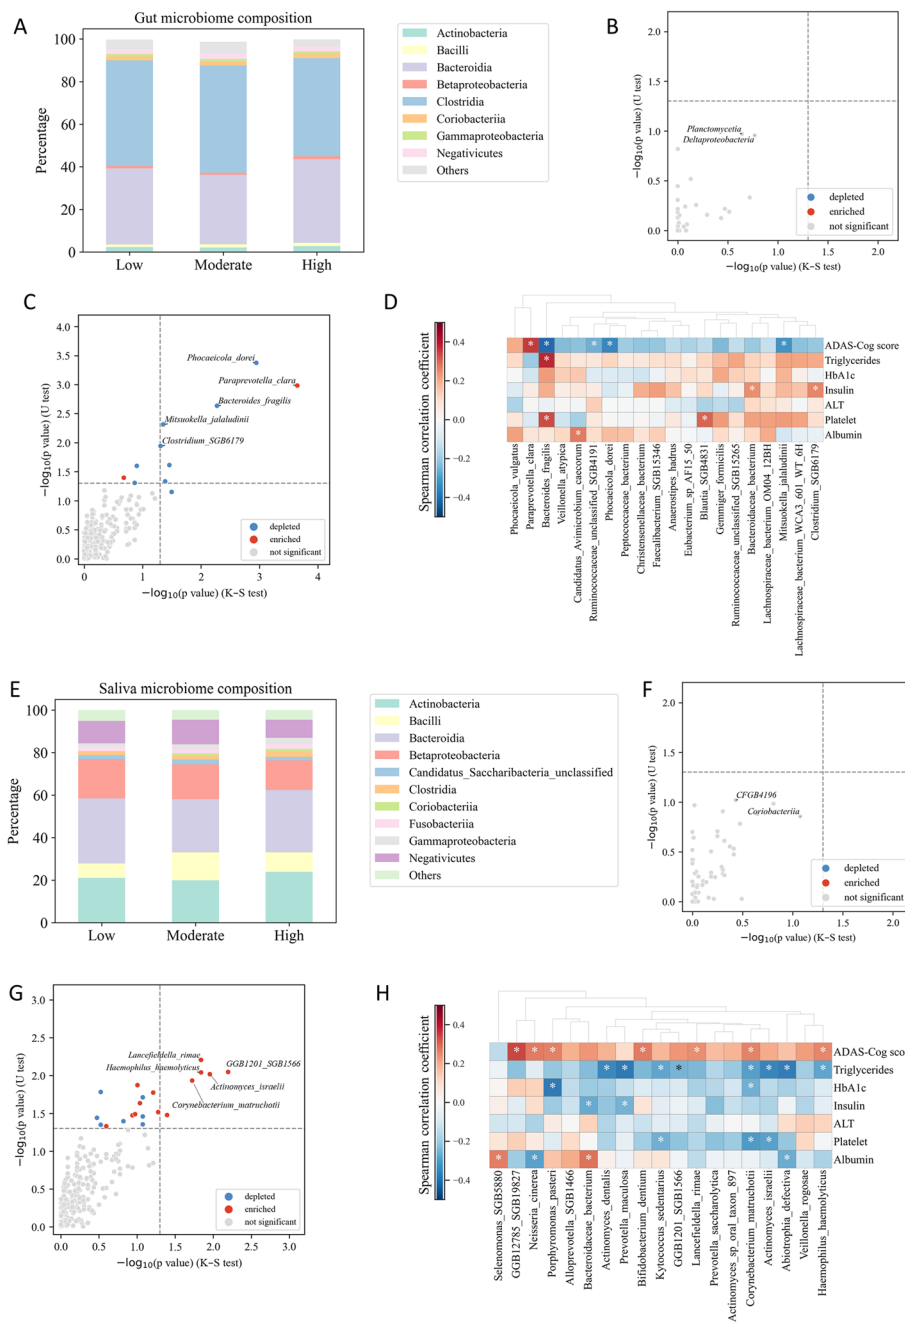 A
Gut microbiome composition
Percentage
100
80
60
40
20
0
Low
Moderate
High
Actinobacteria
Bacilli
Bacteroidia
Betaproteobacteria
Clostridia
Coriobacteriia
Gammaproteobacteria
Negativicutes
Others
B
−log10(p value) (U test)
2.0
1.5
1.0
0.5
0.0
Planctomycetia
Deltaproteobacteria
depleted
enriched
not significant
0.0 0.5 1.0 1.5 2.0
−log10(p value) (K–S test)
C
−log10(p value) (U test)
4.0
3.5
3.0
2.5
2.0
1.5
1.0
0.5
0.0
Phocaeicola_dorei
Paraprevotella_clara
Bacteroides_fragilis
Mitsuokella_jalaludinii
Clostridium_SGB6179
depleted
enriched
not significant
0 1 2 3 4
−log10(p value) (K–S test)
D
Spearman correlation coefficient
0.4
0.2
0.0
−0.2
−0.4
ADAS-Cog score
Triglycerides
HbA1c
Insulin
ALT
Platelet
Albumin
Phocaeicola_vulgatus
Paraprevotella_clara
Bacteroides_fragilis
Veillonella_atypica
Candidatus_Avimicrobium_caecorum
Ruminococcaceae_unclassified_SGB4191
Phocaeicola_dorei
Peptococcaceae_bacterium
Christensenellaceae_bacterium
Faecalibacterium_SGB15346
Anaerostipes_hadrus
Eubacterium_sp_AF15_50
Blautia_SGB4831
Gemmiger_formicilis
Ruminococcaceae_unclassified_SGB15265
Bacteroidaceae_bacterium
Lachnospiraceae_bacterium_OM04_12BH
Mitsuokella_jalaludinii
Lachnospiraceae_bacterium_WCA3_601_WT_6H
Clostridium_SGB6179
E
Saliva microbiome composition
Percentage
100
80
60
40
20
0
Low
Moderate
High
Actinobacteria
Bacilli
Bacteroidia
Betaproteobacteria
Candidatus_Saccharibacteria_unclassified
Clostridia
Coriobacteriia
Fusobacteriia
Gammaproteobacteria
Negativicutes
Others
F
−log10(p value) (U test)
2.0
1.5
1.0
0.5
0.0
CFGB4196
Coriobacteriia
depleted
enriched
not significant
0.0 0.5 1.0 1.5 2.0
−log10(p value) (K–S test)
G
−log10(p value) (U test)
3.0
2.5
2.0
1.5
1.0
0.5
0.0
Lancefieldella_rimae
Haemophilus_haemolyticus
GGB1201_SGB1566
Actinomyces_israelii
Corynebacterium_matruchotii
depleted
enriched
not significant
0.0 0.5 1.0 1.5 2.0 2.5 3.0
−log10(p value) (K–S test)
H
Spearman correlation coefficient
0.4
0.2
0.0
−0.2
−0.4
ADAS-Cog sco
Triglycerides
HbA1c
Insulin
ALT
Platelet
Albumin
Selenomonas_SGB5880
GGB12785_SGB19827
Neisseria_cinerea
Porphyromonas_pasteri
Alloprevotella_SGB1466
Bacteroidaceae_bacterium
Actinomyces_dentalis
Prevotella_maculosa
Bifidobacterium_dentium
Kytococcus_sedentarius
GGB1201_SGB1566
Lancefieldella_rimae
Prevotella_saccharolytica
Actinomyces_sp_oral_taxon_897
Corynebacterium_matruchotii
Actinomyces_israelii
Abiotrophia_defectiva
Veillonella_rogosae
Haemophilus_haemolyticus